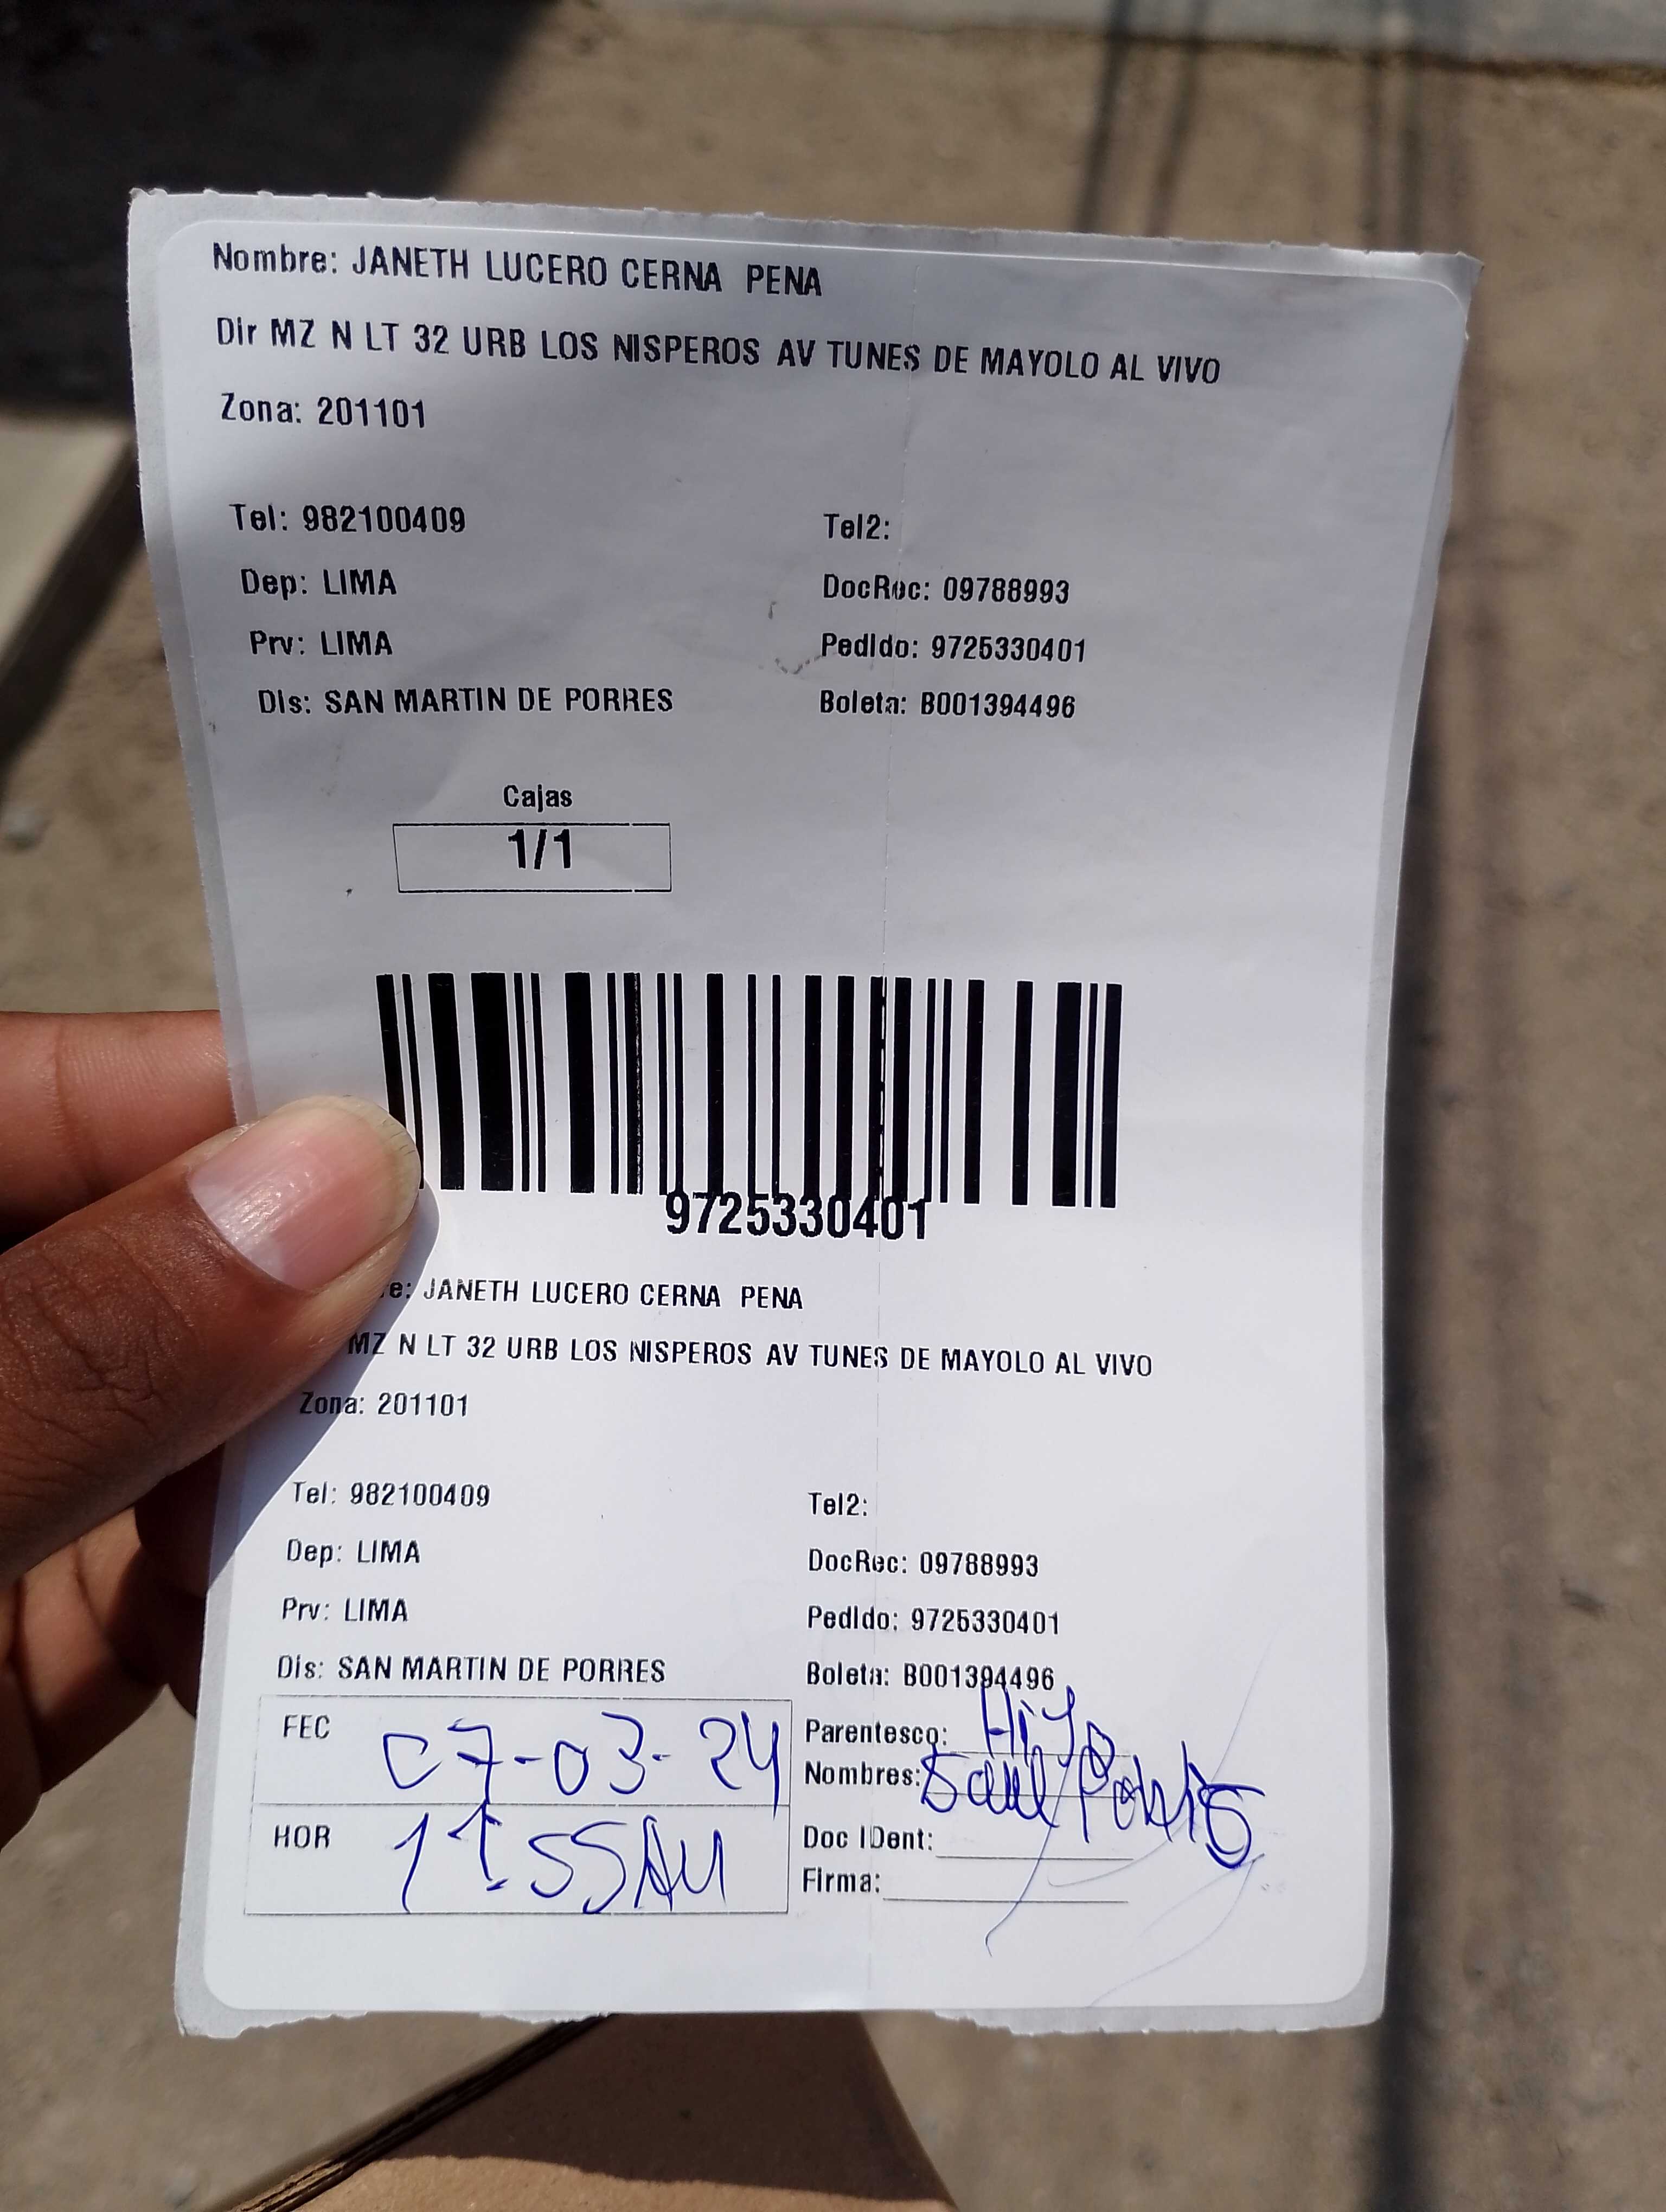 Nombre: JANETH LUCERO CERNA PENA
Dir MZ N LT 32 URB LOS NISPEROS AV TUNES DE MAYOLO AL VIVO
Zona: 201101
Tel: 982100409 Tel2:
Dep: LIMA DocRec: 09788993
Prv: LIMA Pedido: 9725330401
Dis: SAN MARTIN DE PORRES Boleta: B001394496
Cajas
1/1
9725330401
e: JANETH LUCERO CERNA PENA
MZ N LT 32 URB LOS NISPEROS AV TUNES DE MAYOLO AL VIVO
Zona: 201101
Tel: 982100409 Tel2:
Dep: LIMA DocRec: 09788993
Prv: LIMA Pedido: 9725330401
Dis: SAN MARTIN DE PORRES Boleta: B001394496
FEC 07-03-24 Parentesco: Hijo
Nombres:
HOR 11:55AM Doc IDent:
Firma: